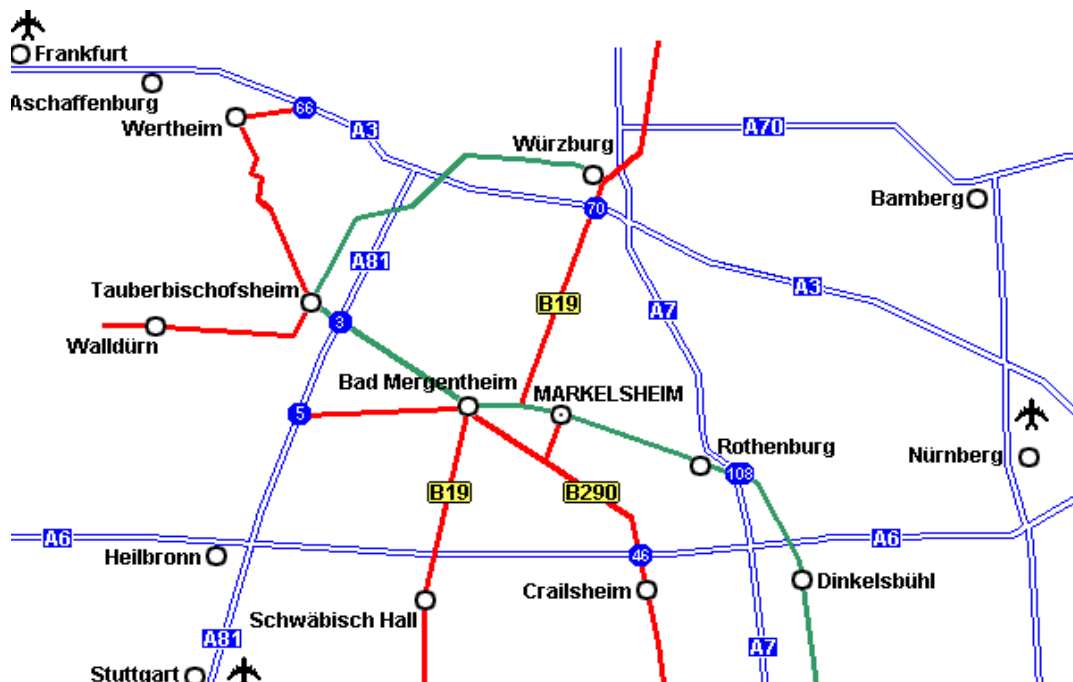 Frankfurt
Aschaffenburg
66
Wertheim
A3
A70
Würzburg
Bamberg
70
A81
Tauberbischofsheim
A3
B19
A7
3
Walldürn
Bad Mergentheim
MARKELSHEIM
5
Rothenburg
Nürnberg
108
B19
B290
A6
A6
Heilbronn
46
Dinkelsbühl
Crailsheim
Schwäbisch Hall
A81
A7
Stuttgart